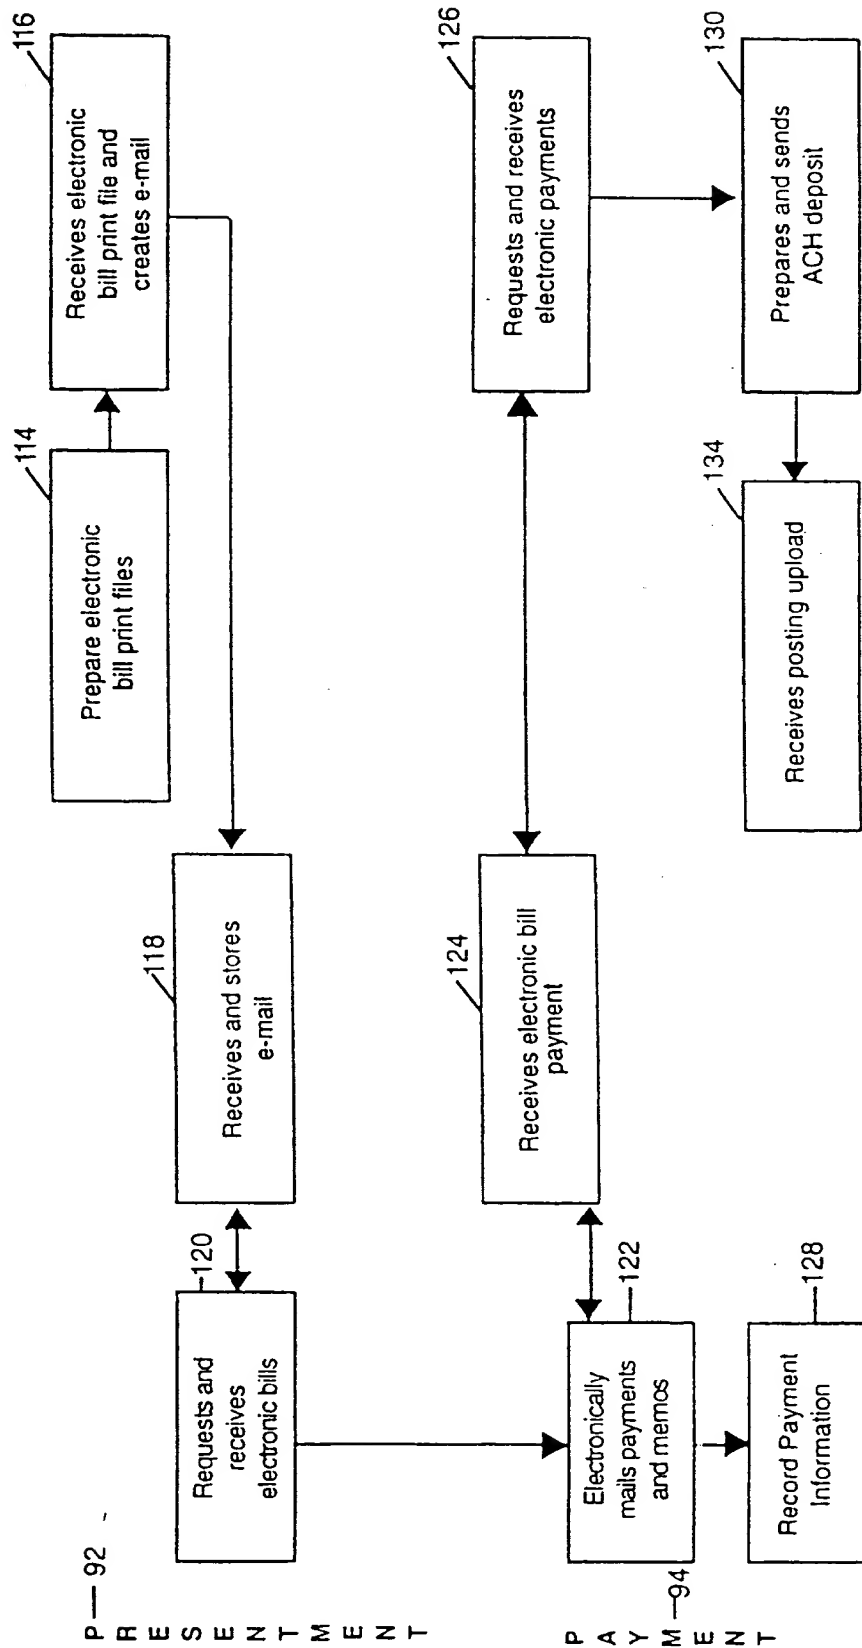 P — 92
R
E
S
E
N
T
M
E
N
T
120
Requests and
receives
electronic bills
118
Receives and stores
e-mail
114
Prepare electronic
bill print files
116
Receives electronic
bill print file and
creates e-mail
P
A
Y
M — 94
E
N
T
122
Electronically
mails payments
and memos
128
Record Payment
Information
124
Receives electronic bill
payment
126
Requests and receives
electronic payments
134
Receives posting upload
130
Prepares and sends
ACH deposit